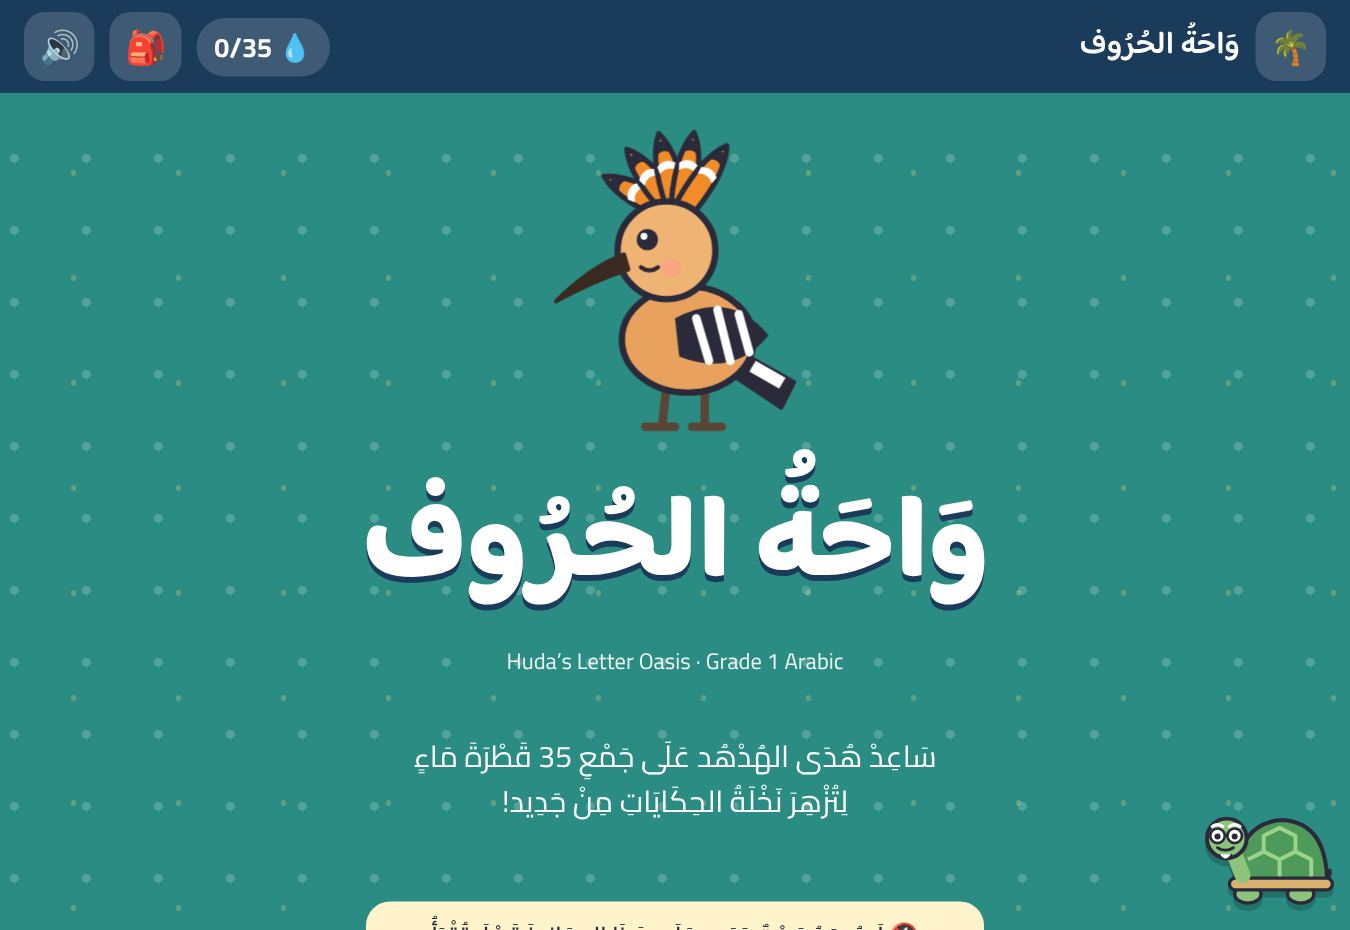 وَاحَةُ الحُرُوف
0/35
وَاحَةُ الحُرُوف
Huda’s Letter Oasis · Grade 1 Arabic
سَاعِدْ هُدَى الهُدْهُد عَلَى جَمْعِ 35 قَطْرَةَ مَاءٍ
لِتُزْهِرَ نَخْلَةُ الحِكَايَاتِ مِنْ جَدِيد!